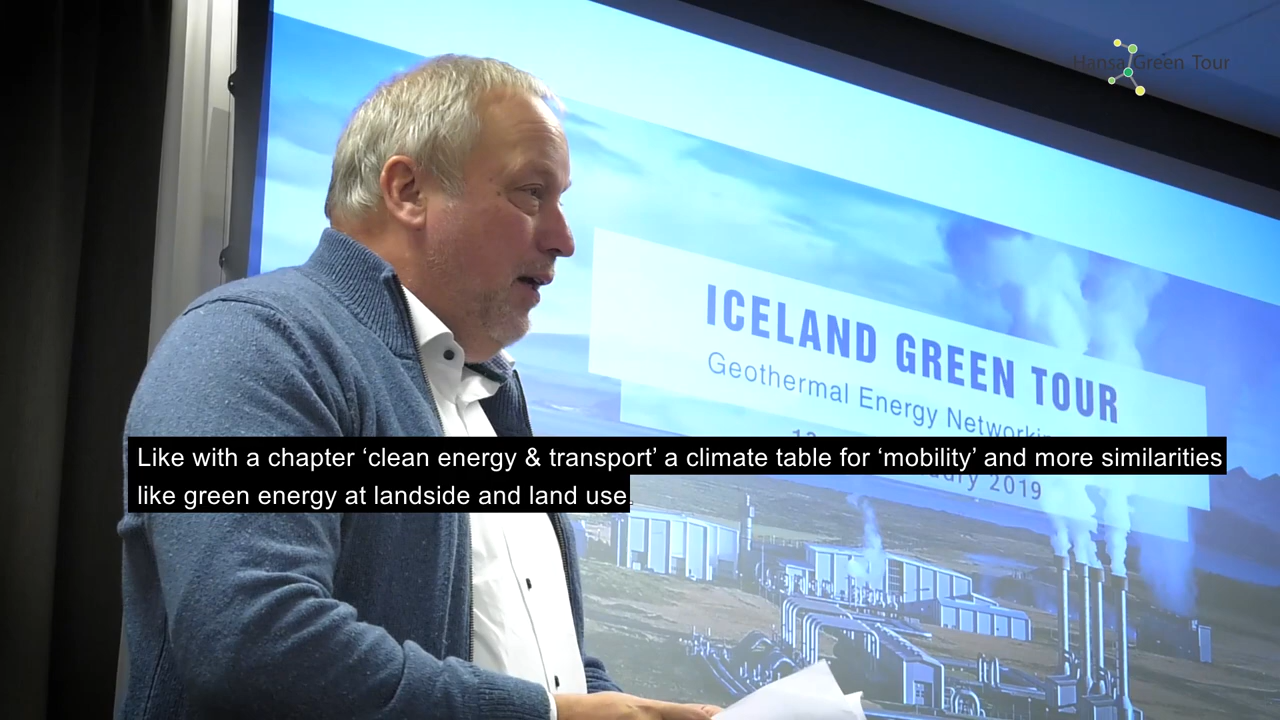 Hansa Green Tour
ICELAND GREEN TOUR
Geothermal Energy
Like with a chapter ‘clean energy & transport’ a climate table for ‘mobility’ and more similarities
like green energy at landside and land use.
2019